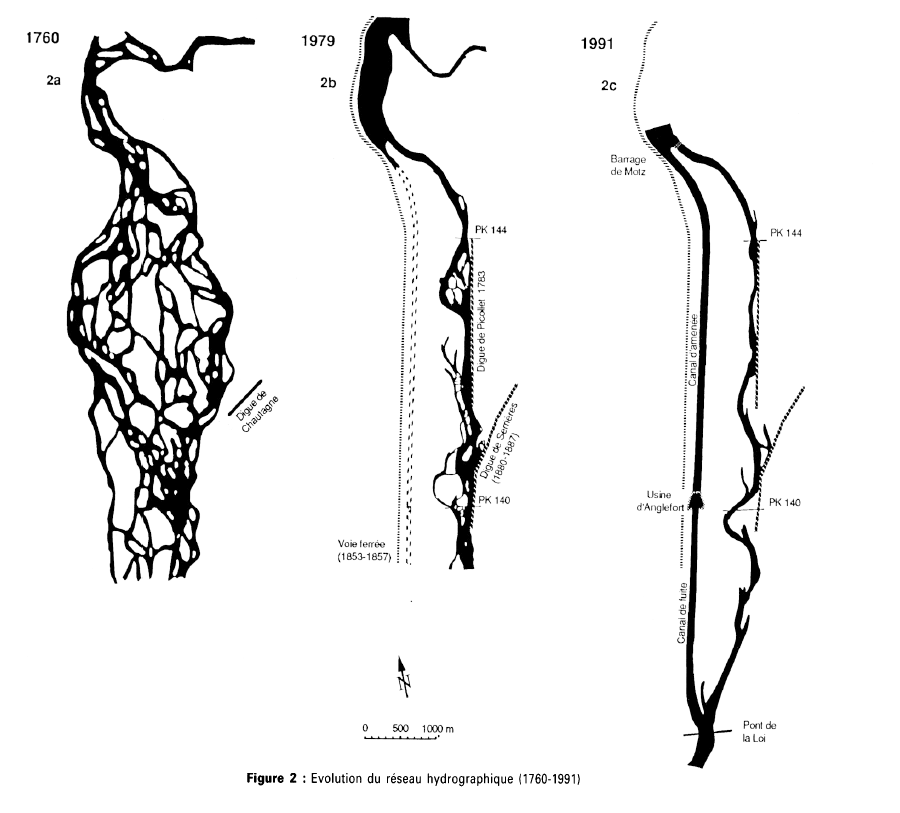 1760
2a
Digue de
Chautagne
1979
2b
PK 144
Digue de Picollet 1783
Digue de Serrières
(1880-1887)
PK 140
Voie ferrée
(1853-1857)
N
0 500 1000 m
1991
2c
Barrage
de Motz
PK 144
Canal d'amenée
Usine
d'Anglefort
PK 140
Canal de fuite
Pont de
la Loi
Figure 2 : Evolution du réseau hydrographique (1760-1991)